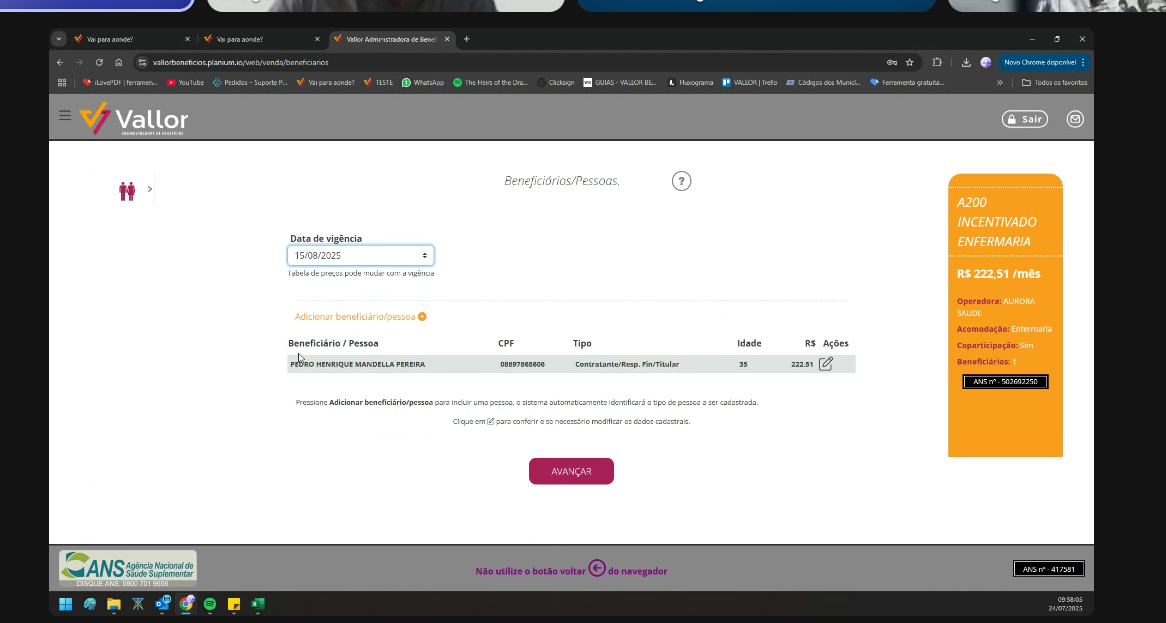 Vai para aonde?
Vai para aonde?
Vallor Administradora de Benef
vallorbeneficios.planium.io/web/venda/beneficiarios
Novo Chrome disponível
iLovePDF | ferramen...
YouTube
Pedidos – Suporte P...
Vai para aonde?
TESTE
WhatsApp
The Heirs of the Dra...
Clicksign
GUIAS - VALLOR BE...
Fluxograma
VALLOR | Trello
Códigos dos Munici...
Ferramenta gratuita...
»
Todos os favoritos
Vallor
ADMINISTRADORA DE BENEFÍCIOS
Sair
Beneficiários/Pessoas.
?
A200
INCENTIVADO
ENFERMARIA
R$ 222,51 /mês
Operadora: AURORA
SAUDE
Acomodação: Enfermaria
Coparticipação: Sim
Beneficiários: 1
ANS nº - 502692250
Data de vigência
15/08/2025
Tabela de preços pode mudar com a vigência
Adicionar beneficiário/pessoa
Beneficiário / Pessoa CPF Tipo Idade R$ Ações
PEDRO HENRIQUE MANDELLA PEREIRA 08897868606 Contratante/Resp. Fin/Titular 35 222.51
Pressione Adicionar beneficiário/pessoa para incluir uma pessoa, o sistema automaticamente identificará o tipo de pessoa a ser cadastrada.
Clique em para conferir e se necessário modificar os dados cadastrais.
AVANÇAR
ANS Agência Nacional de
Saúde Suplementar
DISQUE ANS: 0800 701 9656
Não utilize o botão voltar do navegador
ANS nº - 417581
09:58:05
24/07/2025